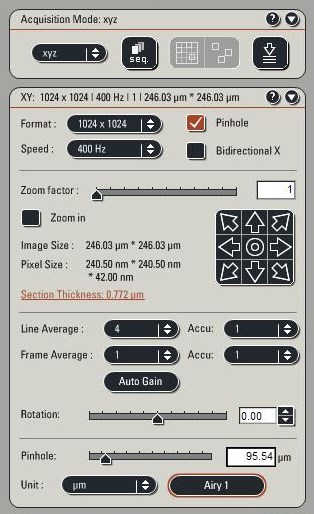 Acquisition Mode: xyz ?
xyz seq.
XY: 1024 x 1024 | 400 Hz | 1 | 246.03 µm * 246.03 µm ?
Format : 1024 x 1024 Pinhole
Speed : 400 Hz Bidirectional X
Zoom factor : 1
Zoom in
Image Size : 246.03 µm * 246.03 µm
Pixel Size : 240.50 nm * 240.50 nm
* 42.00 nm
Section Thickness: 0.772 µm
Line Average : 4 Accu: 1
Frame Average : 1 Accu: 1
Auto Gain
Rotation: 0.00
Pinhole: 95.54 µm
Unit : µm Airy 1